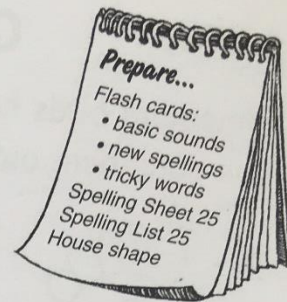 Prepare...
Flash cards:
• basic sounds
• new spellings
• tricky words
Spelling Sheet 25
Spelling List 25
House shape